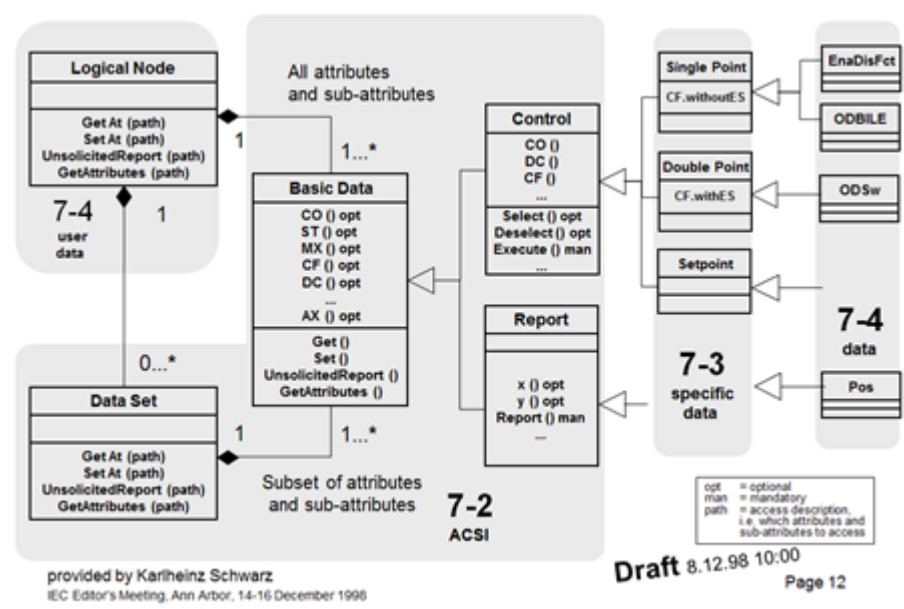 Logical Node
Get At (path)
Set At (path)
UnsolicitedReport (path)
GetAttributes (path)
7-4
user
data
1
1
All attributes
and sub-attributes
1...*
Basic Data
CO () opt
ST () opt
MX () opt
CF () opt
DC () opt
...
AX () opt
Get ()
Set ()
UnsolicitedReport ()
GetAttributes ()
0...*
Data Set
Get At (path)
Set At (path)
UnsolicitedReport (path)
GetAttributes (path)
1
1...*
Subset of attributes
and sub-attributes
7-2
ACSI
Control
CO ()
DC ()
CF ()
...
Select () opt
Deselect () opt
Execute () man
...
Report
x () opt
y () opt
Report () man
...
Single Point
CF.withoutES
Double Point
CF.withES
Setpoint
7-3
specific
data
EnaDisFct
ODBILE
ODSw
7-4
data
Pos
opt = optional
man = mandatory
path = access description,
i.e. which attributes and
sub-attributes to access
Draft 8.12.98 10:00
Page 12
provided by Karlheinz Schwarz
IEC Editor's Meeting, Ann Arbor, 14-16 December 1998